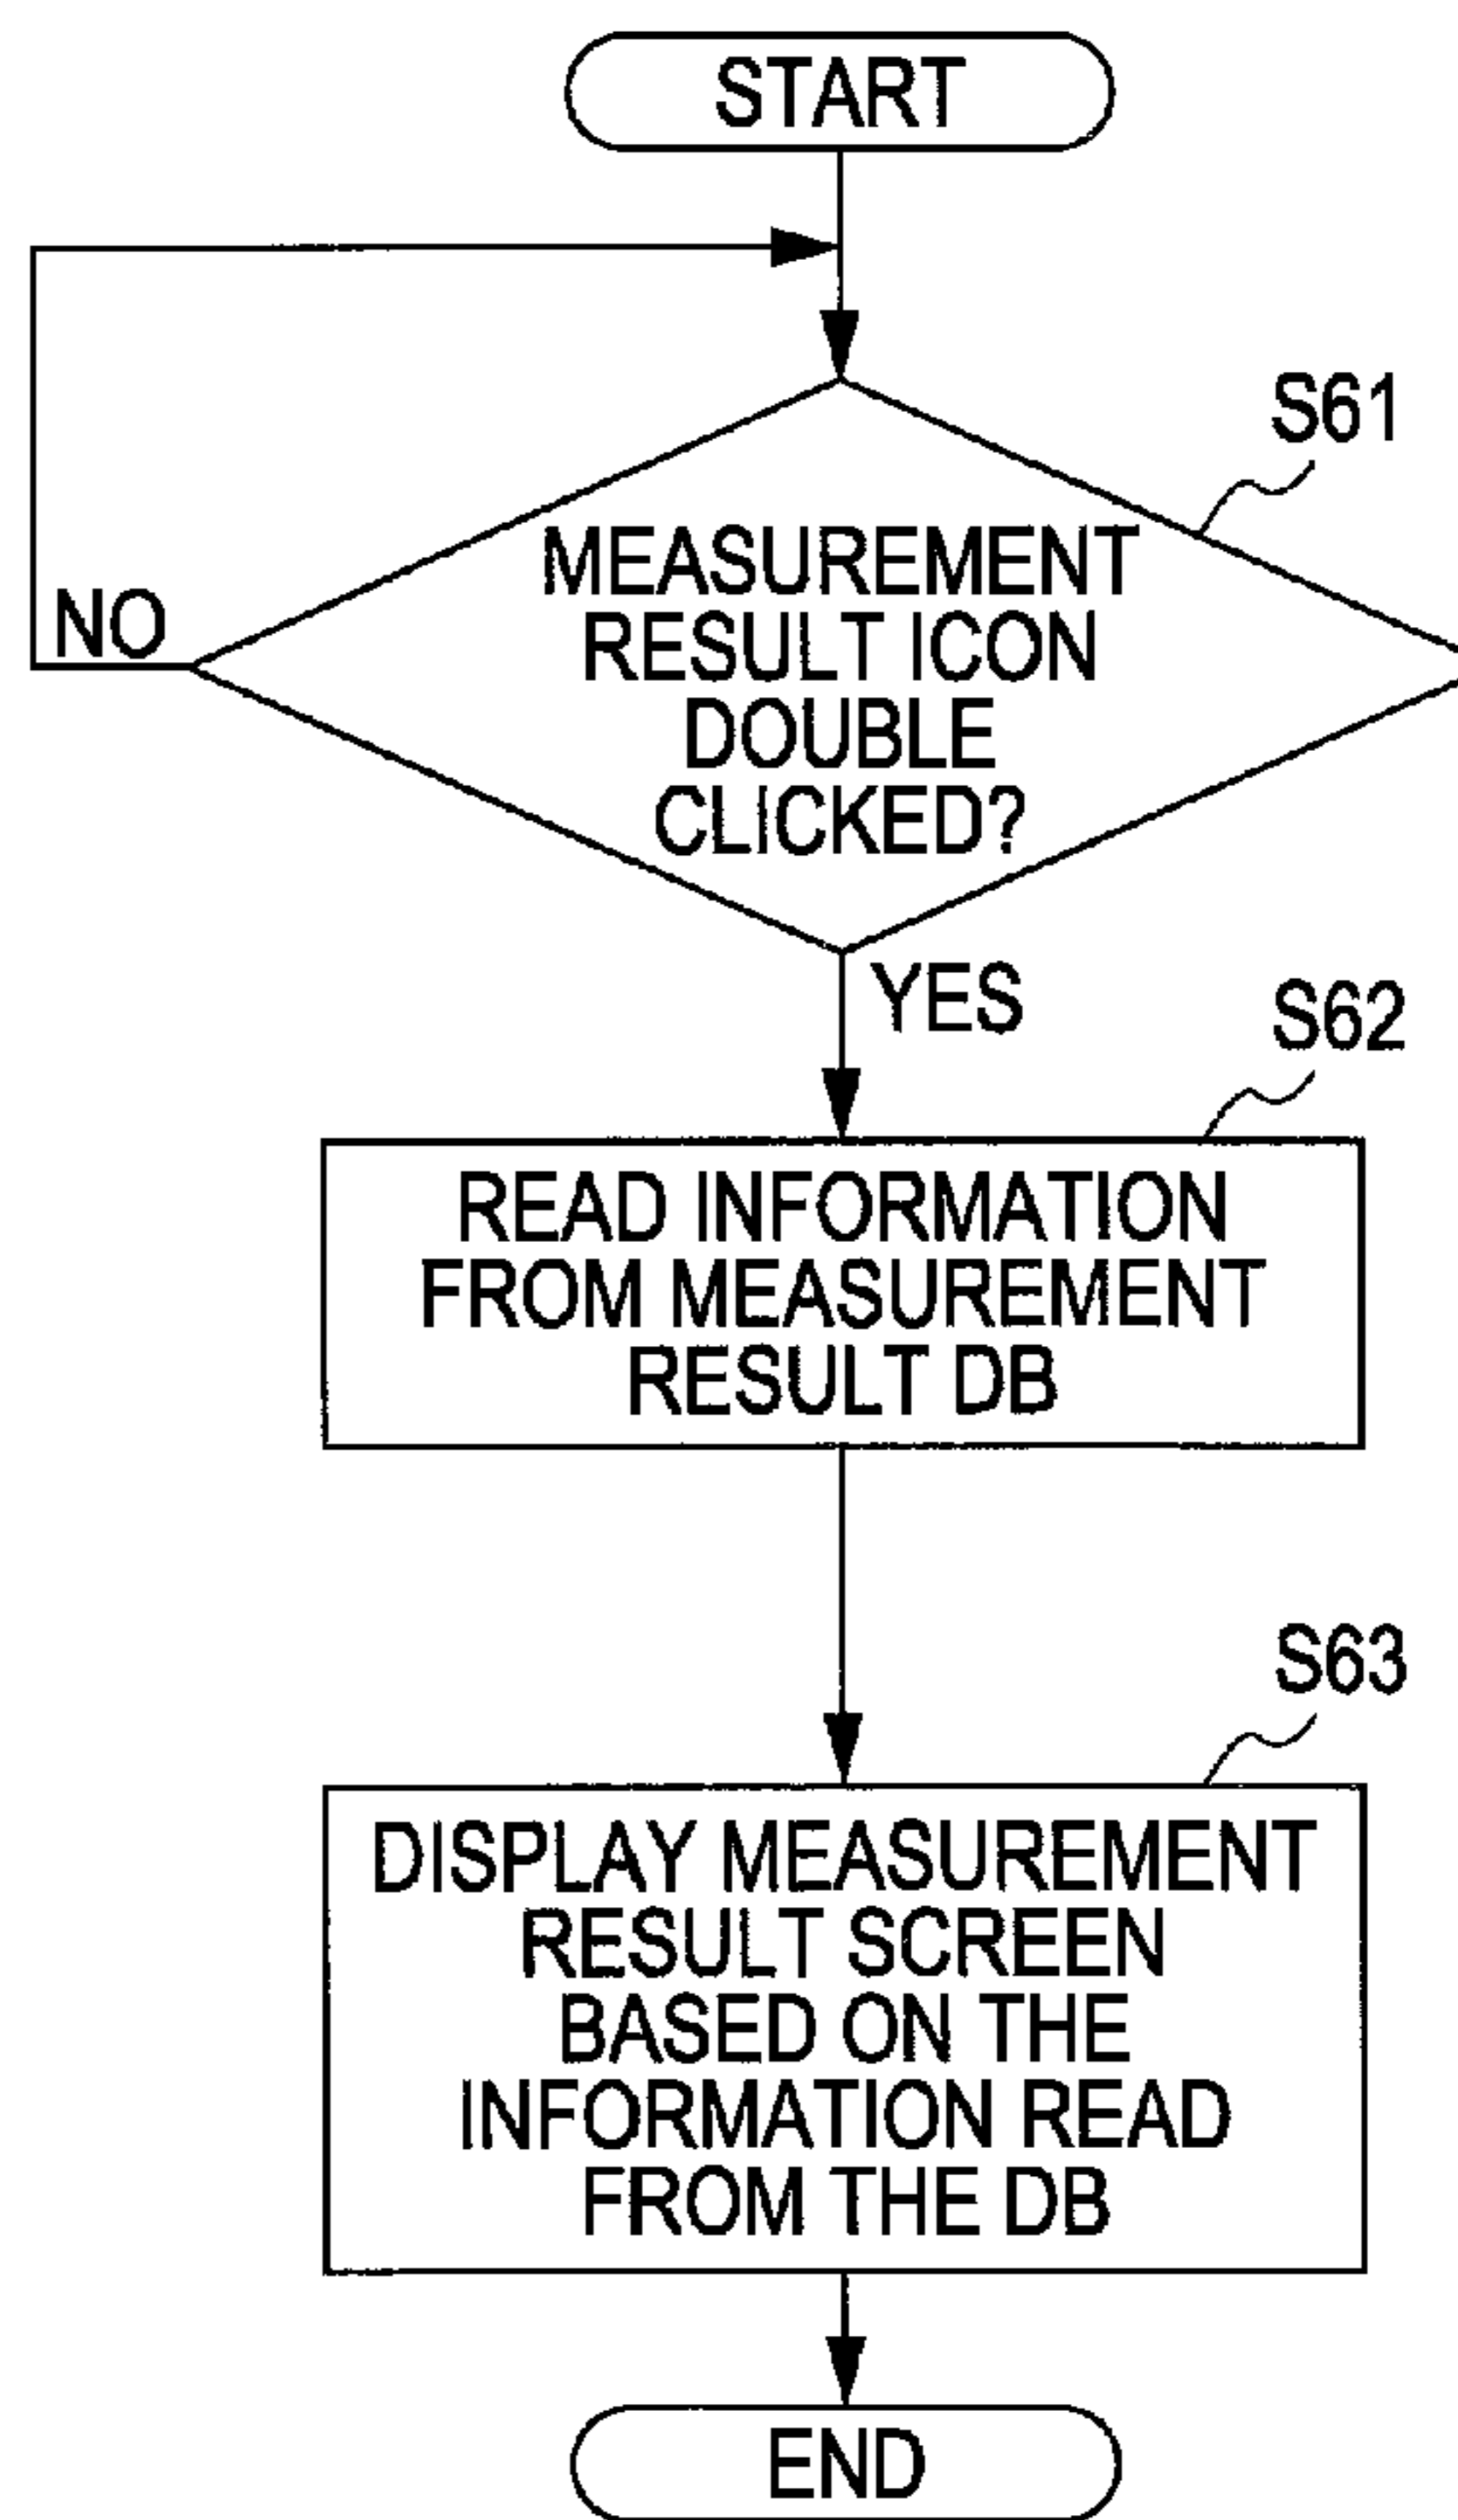 START
S61
MEASUREMENT
RESULT ICON
DOUBLE
CLICKED?
NO
YES
S62
READ INFORMATION
FROM MEASUREMENT
RESULT DB
S63
DISPLAY MEASUREMENT
RESULT SCREEN
BASED ON THE
INFORMATION READ
FROM THE DB
END